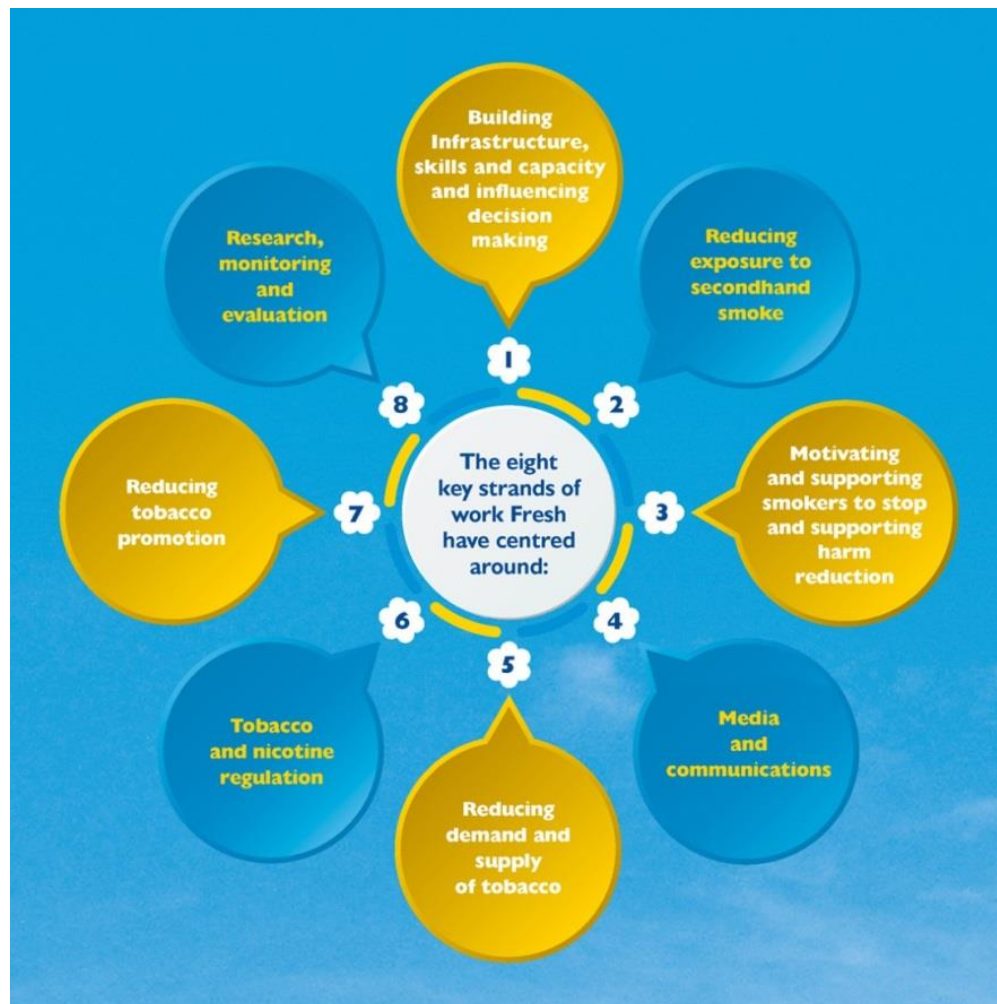 The eight
key strands of
work Fresh
have centred
around:
1
Building
Infrastructure,
skills and capacity
and influencing
decision
making
2
Reducing
exposure to
secondhand
smoke
3
Motivating
and supporting
smokers to stop
and supporting
harm
reduction
4
Media
and
communications
5
Reducing
demand and
supply
of tobacco
6
Tobacco
and nicotine
regulation
7
Reducing
tobacco
promotion
8
Research,
monitoring
and
evaluation